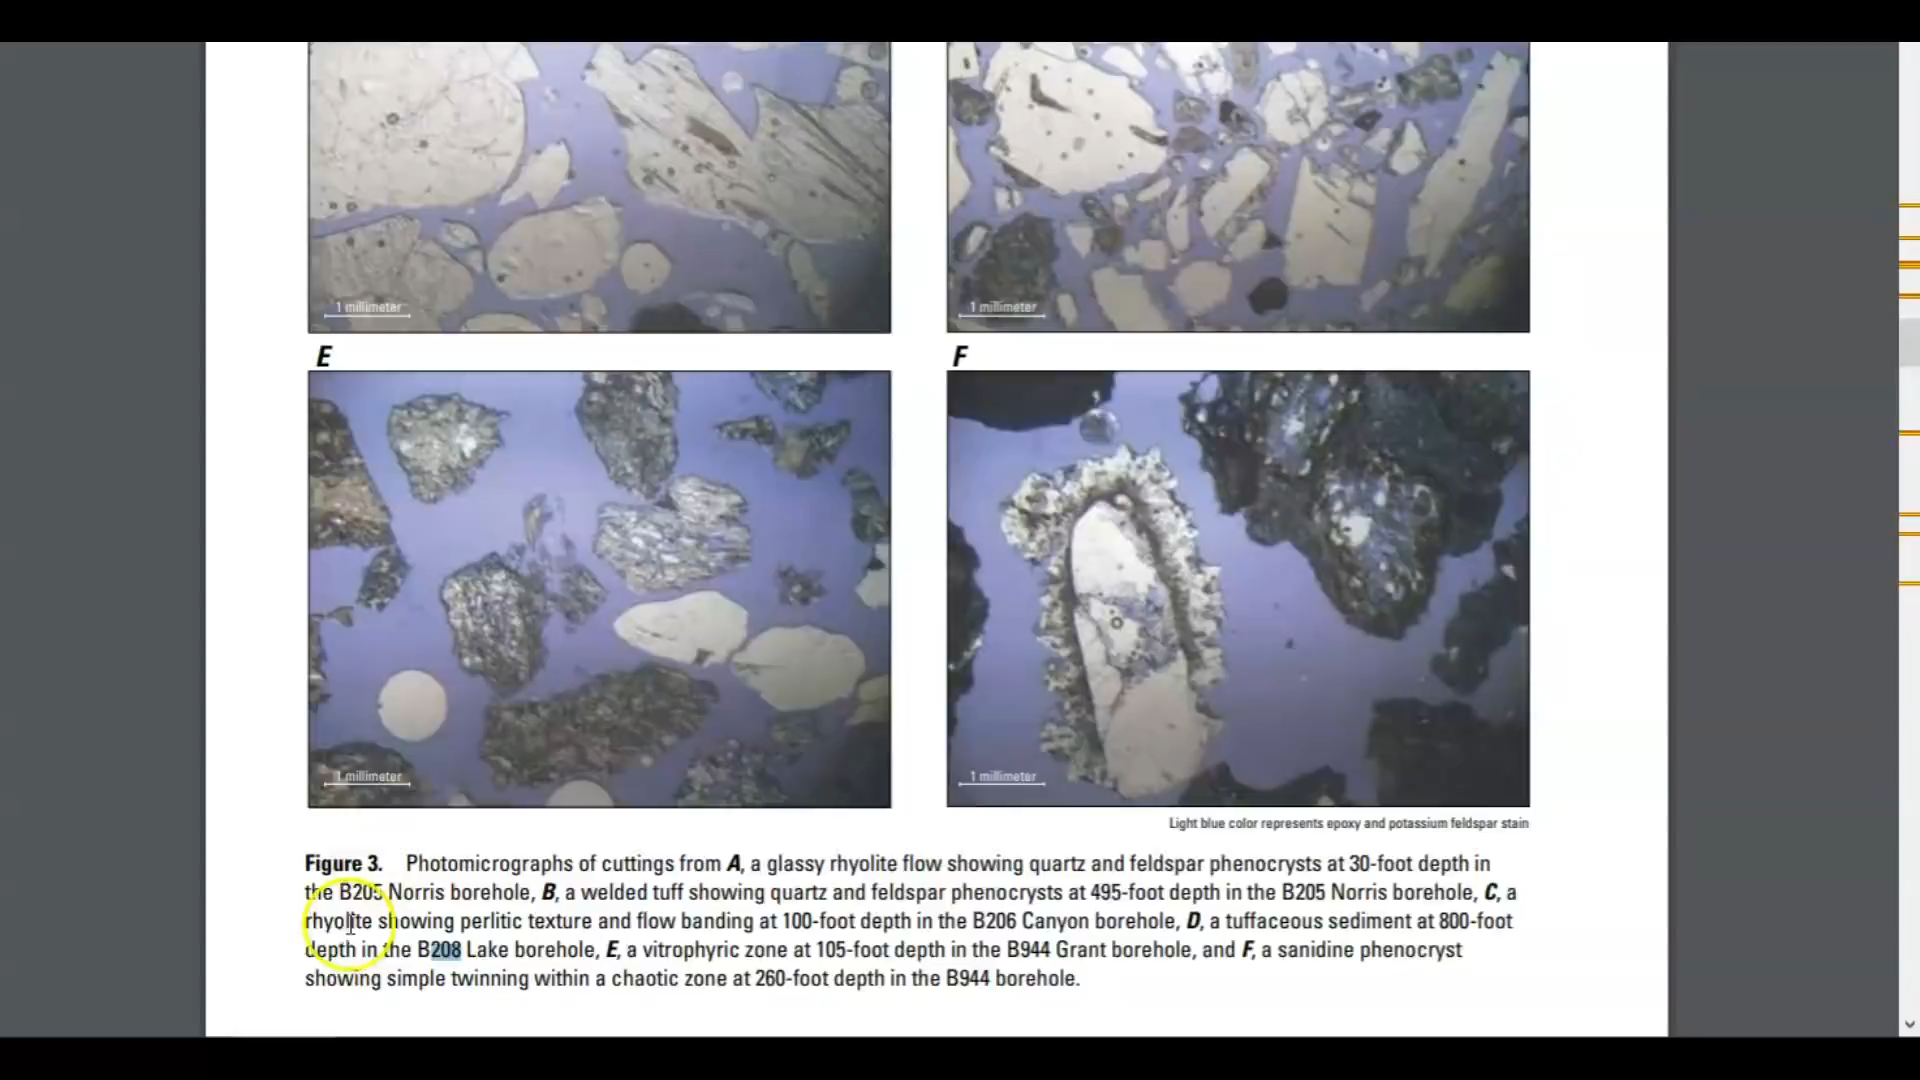 1 millimeter
1 millimeter
E
F
1 millimeter
1 millimeter
Light blue color represents epoxy and potassium feldspar stain
Figure 3. Photomicrographs of cuttings from A, a glassy rhyolite flow showing quartz and feldspar phenocrysts at 30-foot depth in
the B205 Norris borehole, B, a welded tuff showing quartz and feldspar phenocrysts at 495-foot depth in the B205 Norris borehole, C, a
rhyolite showing perlitic texture and flow banding at 100-foot depth in the B206 Canyon borehole, D, a tuffaceous sediment at 800-foot
depth in the B208 Lake borehole, E, a vitrophyric zone at 105-foot depth in the B944 Grant borehole, and F, a sanidine phenocryst
showing simple twinning within a chaotic zone at 260-foot depth in the B944 borehole.